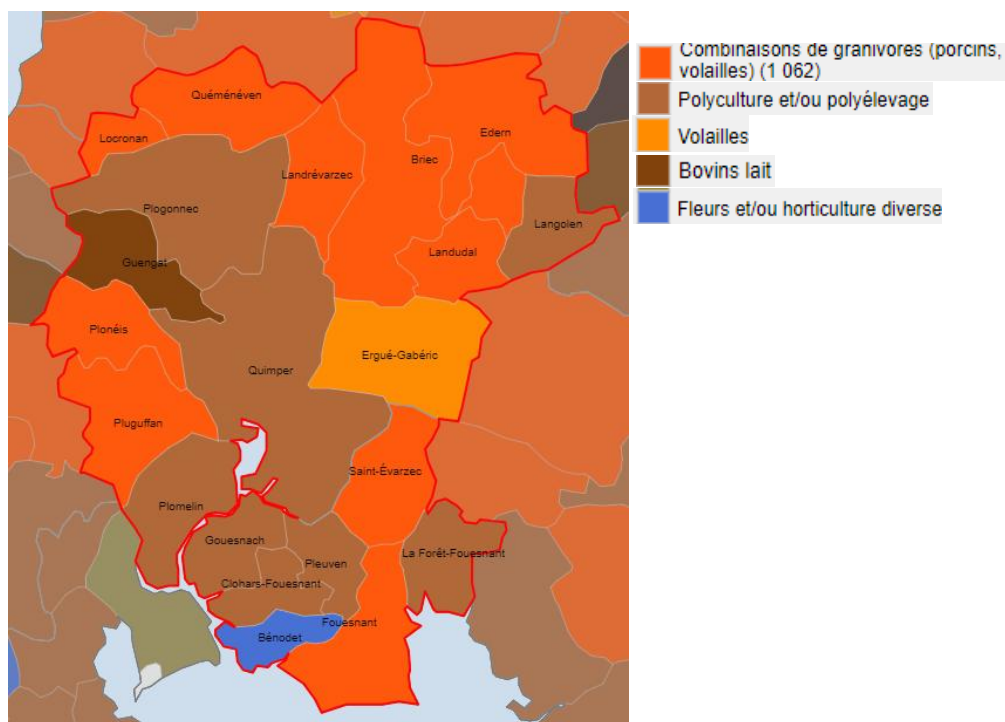 Quéménéven
Locronan
Edern
Briec
Landrévarzec
Plogonnec
Langolen
Landudal
Guengat
Plonéis
Ergué-Gabéric
Quimper
Pluguffan
Saint-Évarzec
Plomelin
Gouesnach
La Forêt-Fouesnant
Pleuven
Clohars-Fouesnant
Fouesnant
Bénodet
Combinaisons de granivores (porcins,
volailles) (1 062)
Polyculture et/ou polyélevage
Volailles
Bovins lait
Fleurs et/ou horticulture diverse